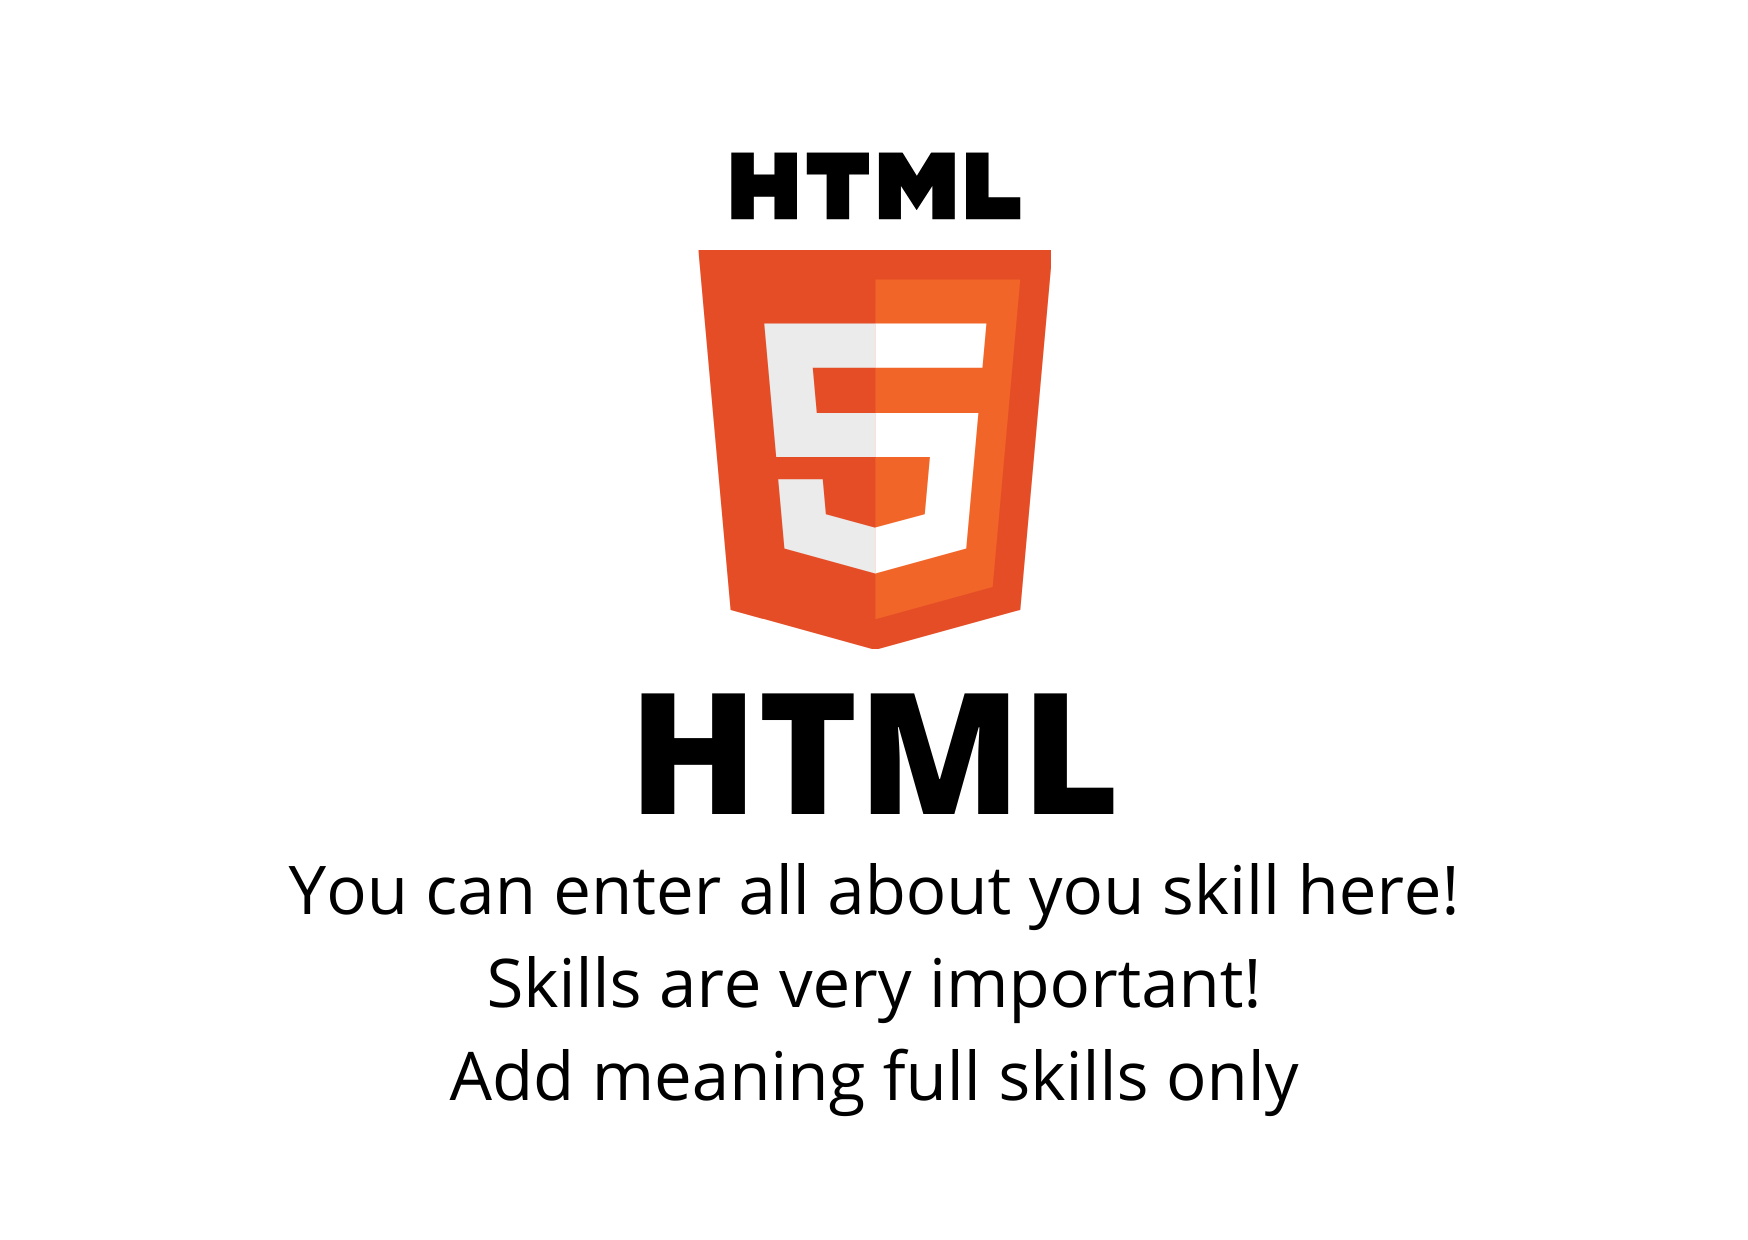 HTML
5
HTML
You can enter all about you skill here!
Skills are very important!
Add meaning full skills only